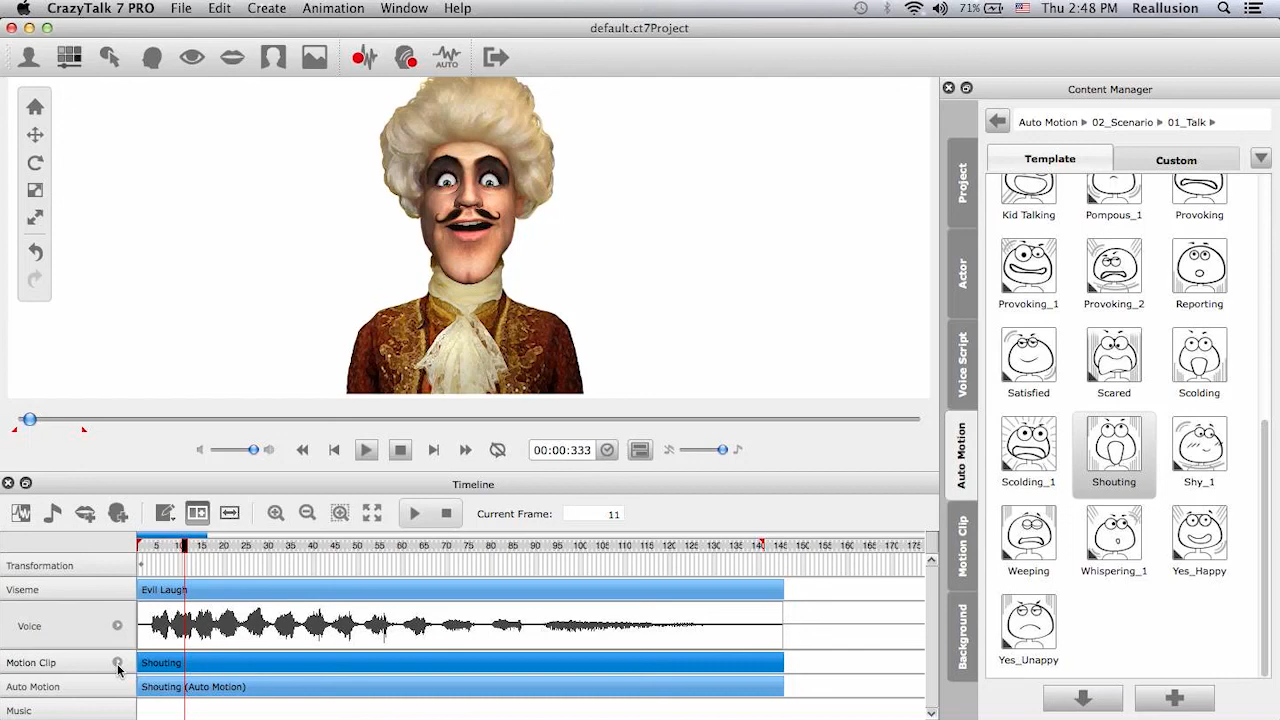 CrazyTalk 7 PRO File Edit Create Animation Window Help 71% Thu 2:48 PM Reallusion
default.ct7Project
AUTO
Content Manager
Auto Motion 02_Scenario 01_Talk
Template Custom
Project
Actor
Voice Script
Auto Motion
Motion Clip
Background
Kid Talking Pompous_1 Provoking
Provoking_1 Provoking_2 Reporting
Satisfied Scared Scolding
Scolding_1 Shouting Shy_1
Weeping Whispering_1 Yes_Happy
Yes_Unappy
00:00:333
Timeline
Current Frame: 11
5 10 15 20 25 30 35 40 45 50 55 60 65 70 75 80 85 90 95 100 105 110 115 120 125 130 135 140 145 150 155 160 165 170 175
Transformation
Viseme Evil Laugh
Voice
Motion Clip Shouting
Auto Motion Shouting (Auto Motion)
Music